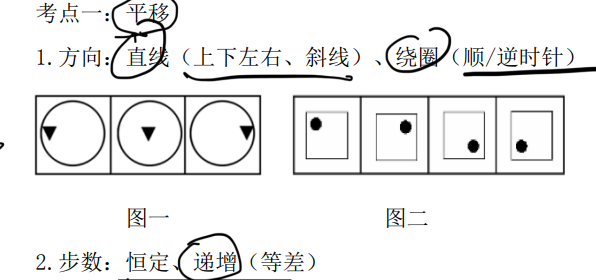 考点一：平移
1.方向：直线（上下左右、斜线）、绕圈（顺/逆时针）
图一 图二
2.步数：恒定、递增（等差）